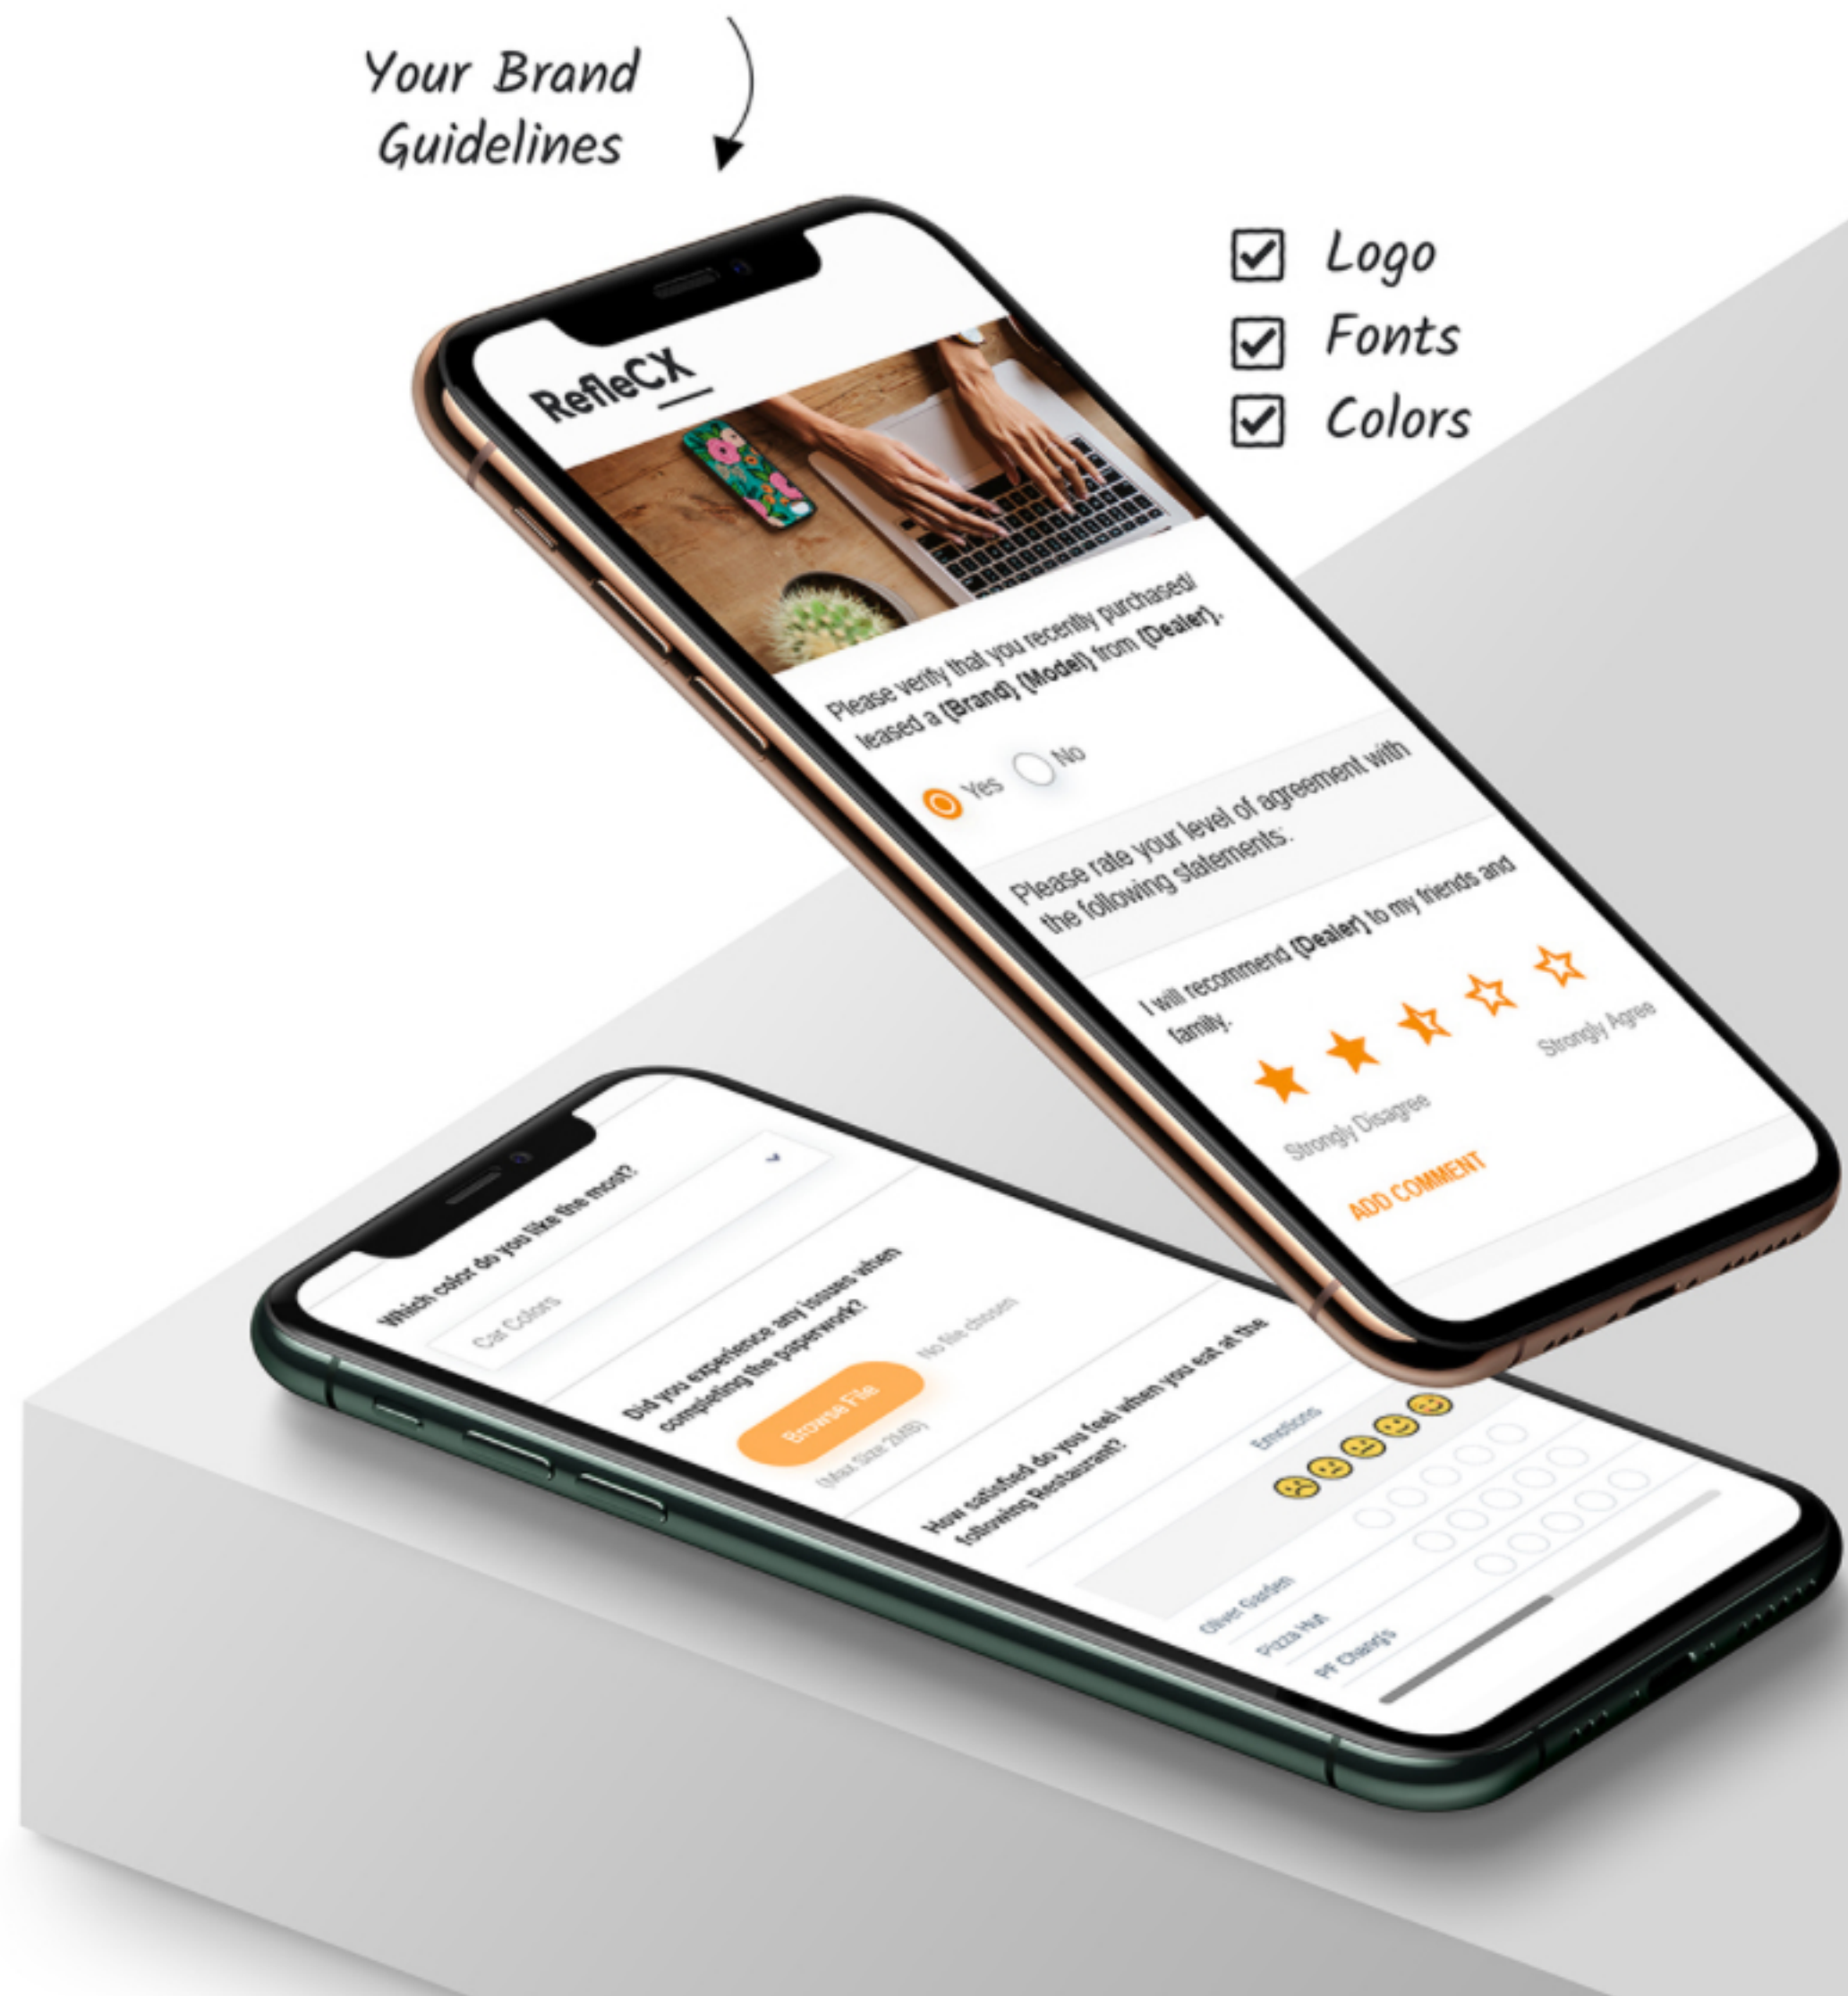 Your Brand
Guidelines
Logo
Fonts
Colors
RefleCX
Please verify that you recently purchased/
leased a {Brand} {Model} from {Dealer}.
Yes No
Please rate your level of agreement with
the following statements:
I will recommend {Dealer} to my friends and
family.
Strongly Disagree
Strongly Agree
ADD COMMENT
Which color do you like the most?
Car Colors
Did you experience any issues when
completing the paperwork?
Browse File
No file chosen
(Max Size 2MB)
How satisfied do you feel when you eat at the
following Restaurant?
Emotions
Oliver Garden
Pizza Hut
PF Chang's